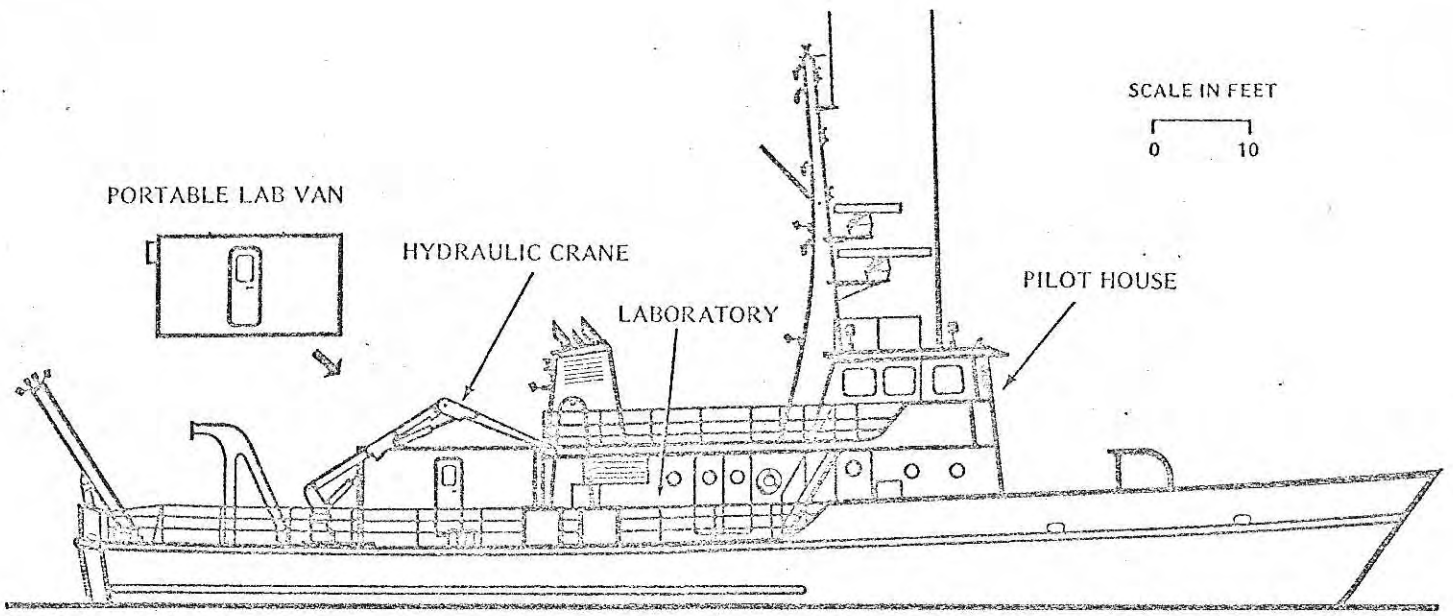 SCALE IN FEET
0 10
PORTABLE LAB VAN
HYDRAULIC CRANE
PILOT HOUSE
LABORATORY